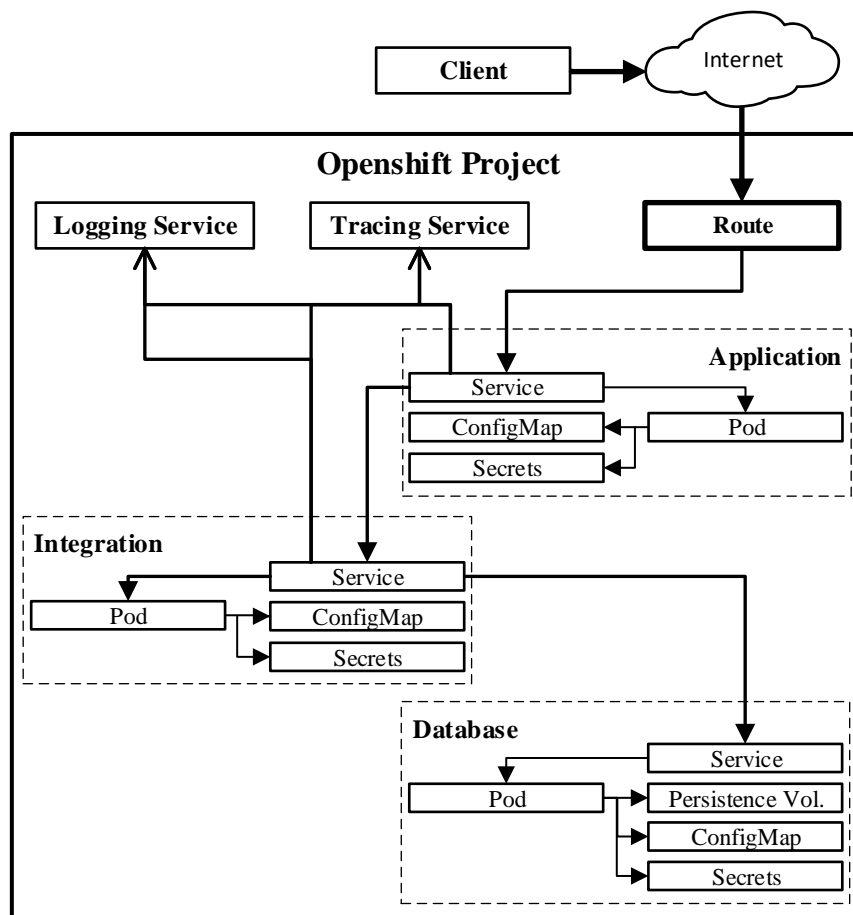 Client
Internet
Openshift Project
Logging Service
Tracing Service
Route
Application
Service
ConfigMap
Pod
Secrets
Integration
Service
Pod
ConfigMap
Secrets
Database
Service
Pod
Persistence Vol.
ConfigMap
Secrets